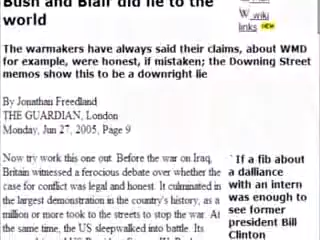 Bush and Blair did lie to the
world
wiki
links NEW
The warmakers have always said their claims, about WMD
for example, were honest, if mistaken; the Downing Street
memos show this to be a downright lie
By Jonathan Freedland
THE GUARDIAN, London
Monday, Jun 27, 2005, Page 9
Now try work this one out. Before the war on Iraq,
Britain witnessed a ferocious debate over whether the
case for conflict was legal and honest. It culminated in
the largest demonstration in the country's history, as a
million or more took to the streets to stop the war. At
the same time, the US sleepwalked into battle. Its
`If a fib about
a dalliance
with an intern
was enough to
see former
president Bill
Clinton